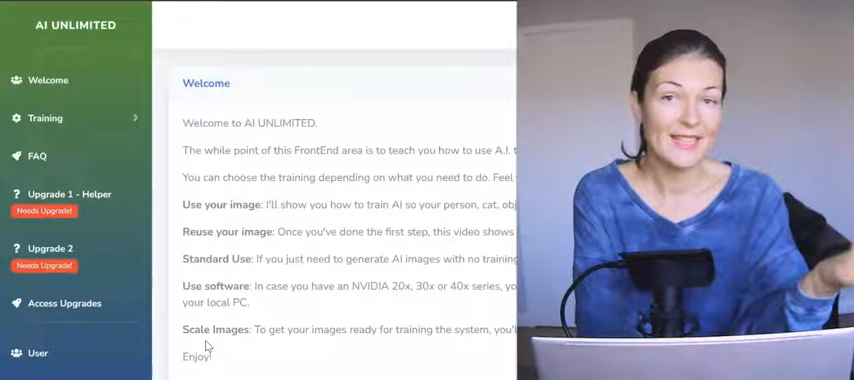 AI UNLIMITED
Welcome
Training
FAQ
Upgrade 1 - Helper
Needs Upgrade!
Upgrade 2
Needs Upgrade!
Access Upgrades
User
Welcome
Welcome to AI UNLIMITED.
The while point of this FrontEnd area is to teach you how to use A.I. t
You can choose the training depending on what you need to do. Feel
Use your image: I'll show you how to train AI so your person, cat, obj
Reuse your image: Once you've done the first step, this video shows
Standard Use: If you just need to generate AI images with no training
Use software: In case you have an NVIDIA 20x, 30x or 40x series, yo
your local PC.
Scale Images: To get your images ready for training the system, you'l
Enjoy!